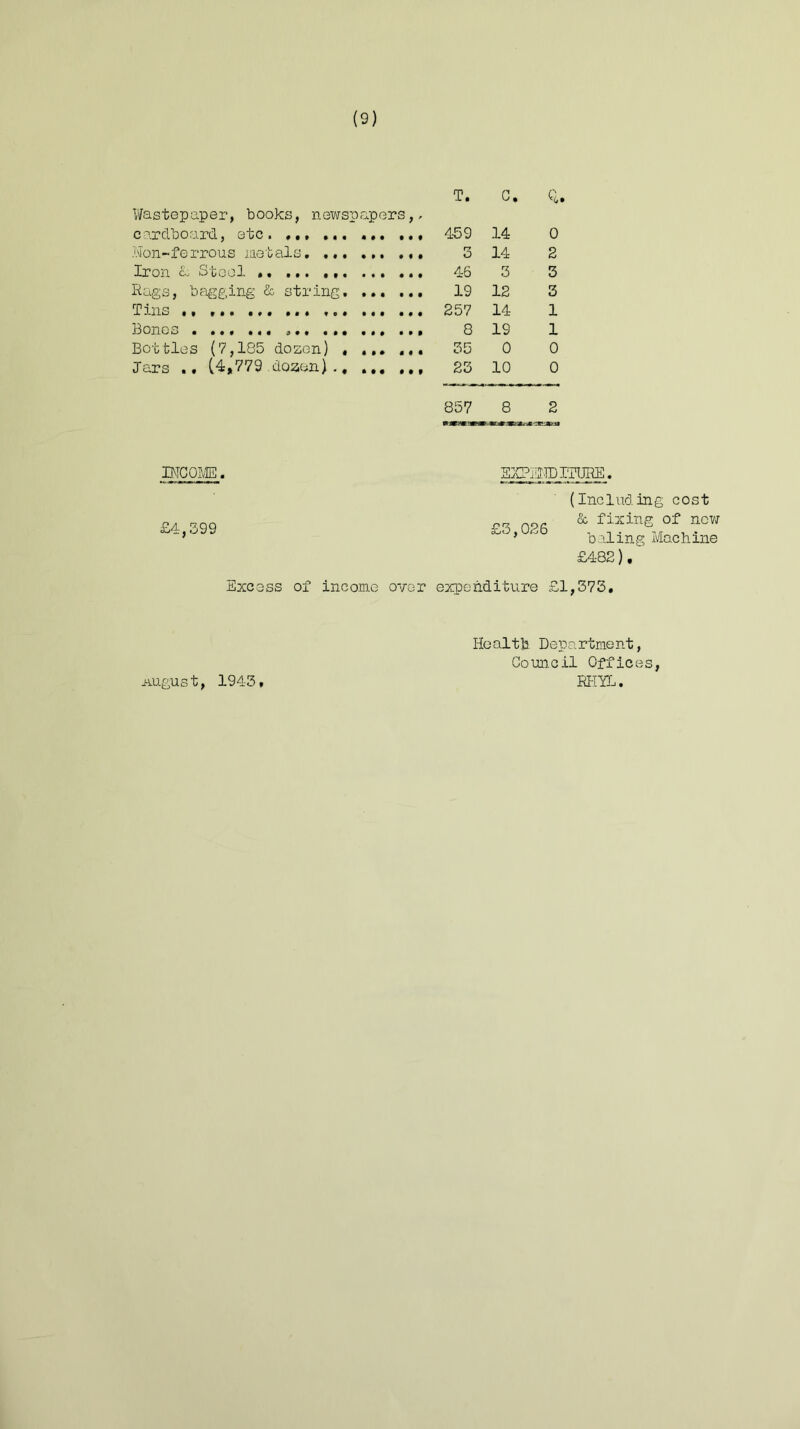 (9)
T. C. Q.
Wastepaper, books, newspapers,
cardboard, etc. ... ... ... ... 459 14 0
Non-ferrous metals. ... ... ... 3 14 2
Iron & Steel .. ... ... ... ... 46 3 3
Rags, bagging & string. ... ... 19 12 3
Tins .. ... ... ... ... ... ... 257 14 1
Bones . ... ... ... ... ... ... 8 19 1
Bottles (7,185 dozen) . ... ... 35 0 0
Jars .. (4,779 dozen) .. ... ... 23 10 0
857 8 2
INCOME. EXPENDITURE.
(Including cost
£4,399 £3,026 & fixing of new
baling Machine
£482).
Excess of income over expenditure £1,373.
Health Department,
Council Offices,
August, 1943. RHYL.